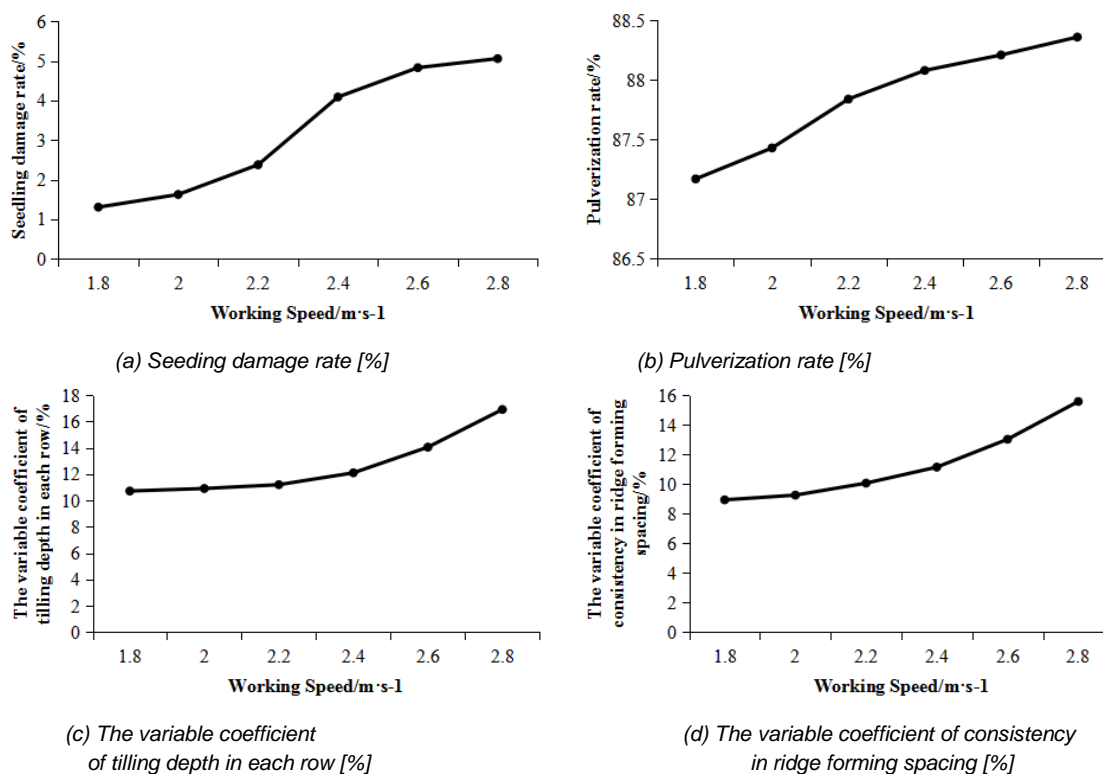 Seedling damage rate/%
6
5
4
3
2
1
0
1.8 2 2.2 2.4 2.6 2.8
Working Speed/m·s-1
(a) Seeding damage rate [%]
Pulverization rate/%
88.5
88
87.5
87
86.5
1.8 2 2.2 2.4 2.6 2.8
Working Speed/m·s-1
(b) Pulverization rate [%]
The variable coefficient of
tilling depth in each row/%
18
16
14
12
10
8
6
4
2
0
1.8 2 2.2 2.4 2.6 2.8
Working Speed/m·s-1
(c) The variable coefficient
of tilling depth in each row [%]
The variable coefficient of
consistency in ridge forming
spacing/%
16
14
12
10
8
6
4
2
0
1.8 2 2.2 2.4 2.6 2.8
Working Speed/m·s-1
(d) The variable coefficient of consistency
in ridge forming spacing [%]